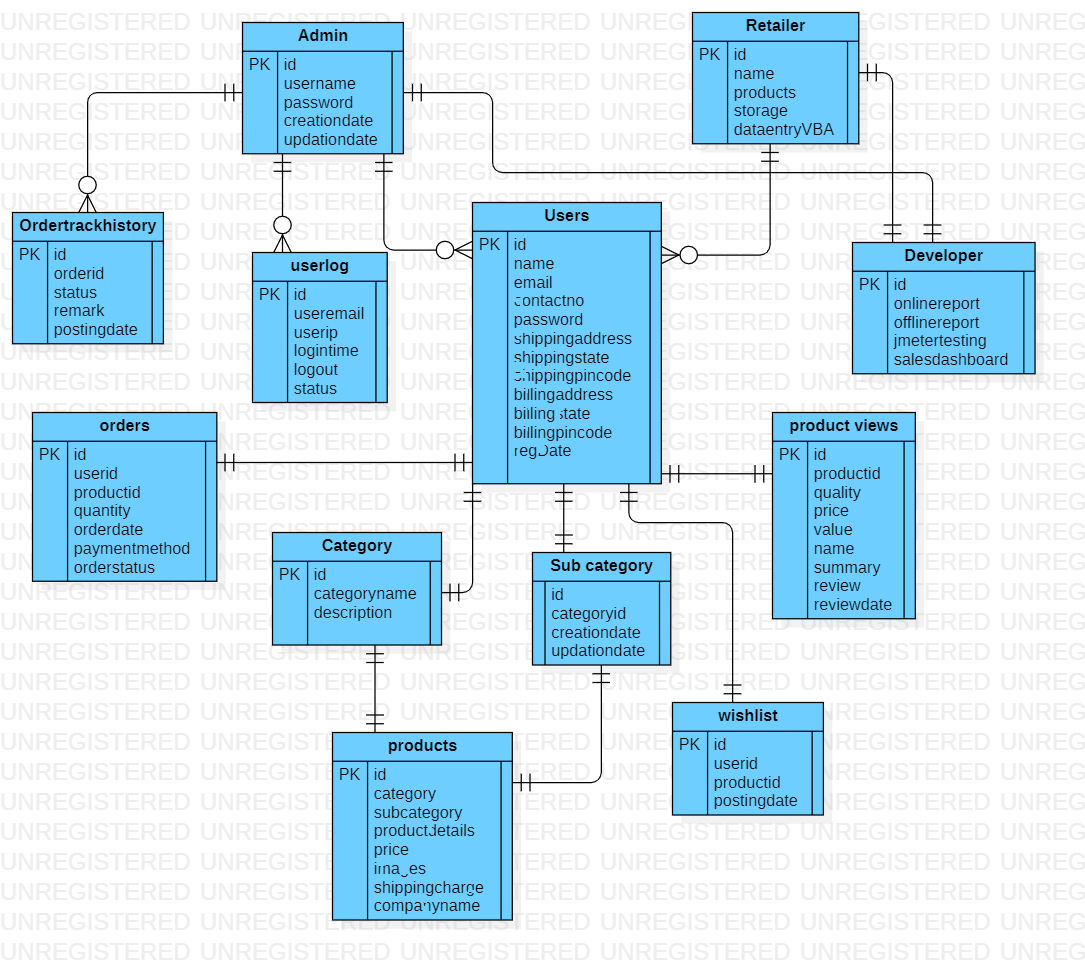 Admin
PK id
username
password
creationdate
updationdate
Retailer
PK id
name
products
storage
dataentryVBA
Ordertrackhistory
PK id
orderid
status
remark
postingdate
userlog
PK id
useremail
userip
logintime
logout
status
Users
PK id
name
email
contactno
password
shippingaddress
shippingstate
shippingpincode
billingaddress
billing state
billingpincode
regDate
Developer
PK id
onlinereport
offlinereport
jmetertesting
salesdashboard
orders
PK id
userid
productid
quantity
orderdate
paymentmethod
orderstatus
product views
PK id
productid
quality
price
value
name
summary
review
reviewdate
Category
PK id
categoryname
description
Sub category
id
categoryid
creationdate
updationdate
wishlist
PK id
userid
productid
postingdate
products
PK id
category
subcategory
productdetails
price
images
shippingcharge
companyname
UNREGISTERED